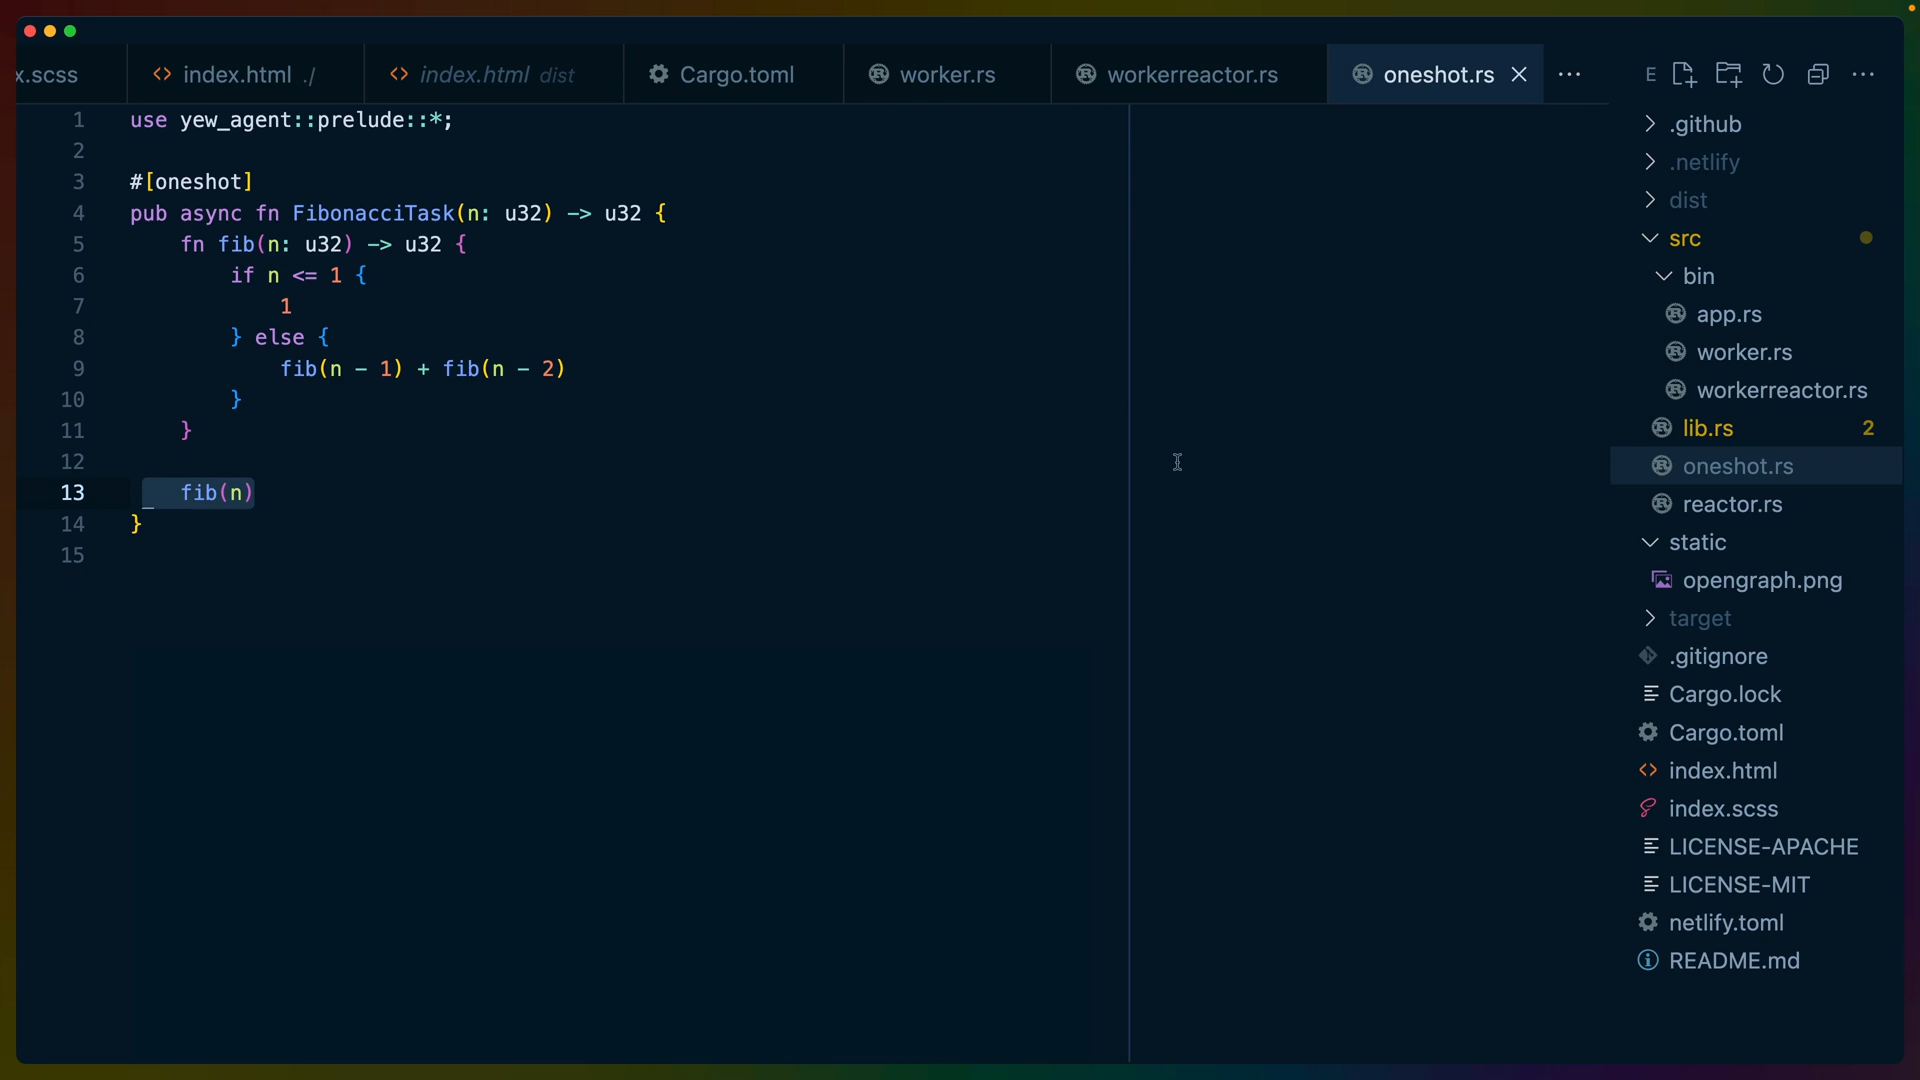 x.scss
index.html ./
index.html dist
Cargo.toml
worker.rs
workerreactor.rs
oneshot.rs
E
1 use yew_agent::prelude::*;
2
3 #[oneshot]
4 pub async fn FibonacciTask(n: u32) -> u32 {
5 fn fib(n: u32) -> u32 {
6 if n <= 1 {
7 1
8 } else {
9 fib(n - 1) + fib(n - 2)
10 }
11 }
12
13 fib(n)
14 }
15
.github
.netlify
dist
src
bin
app.rs
worker.rs
workerreactor.rs
lib.rs 2
oneshot.rs
reactor.rs
static
opengraph.png
target
.gitignore
Cargo.lock
Cargo.toml
index.html
index.scss
LICENSE-APACHE
LICENSE-MIT
netlify.toml
README.md